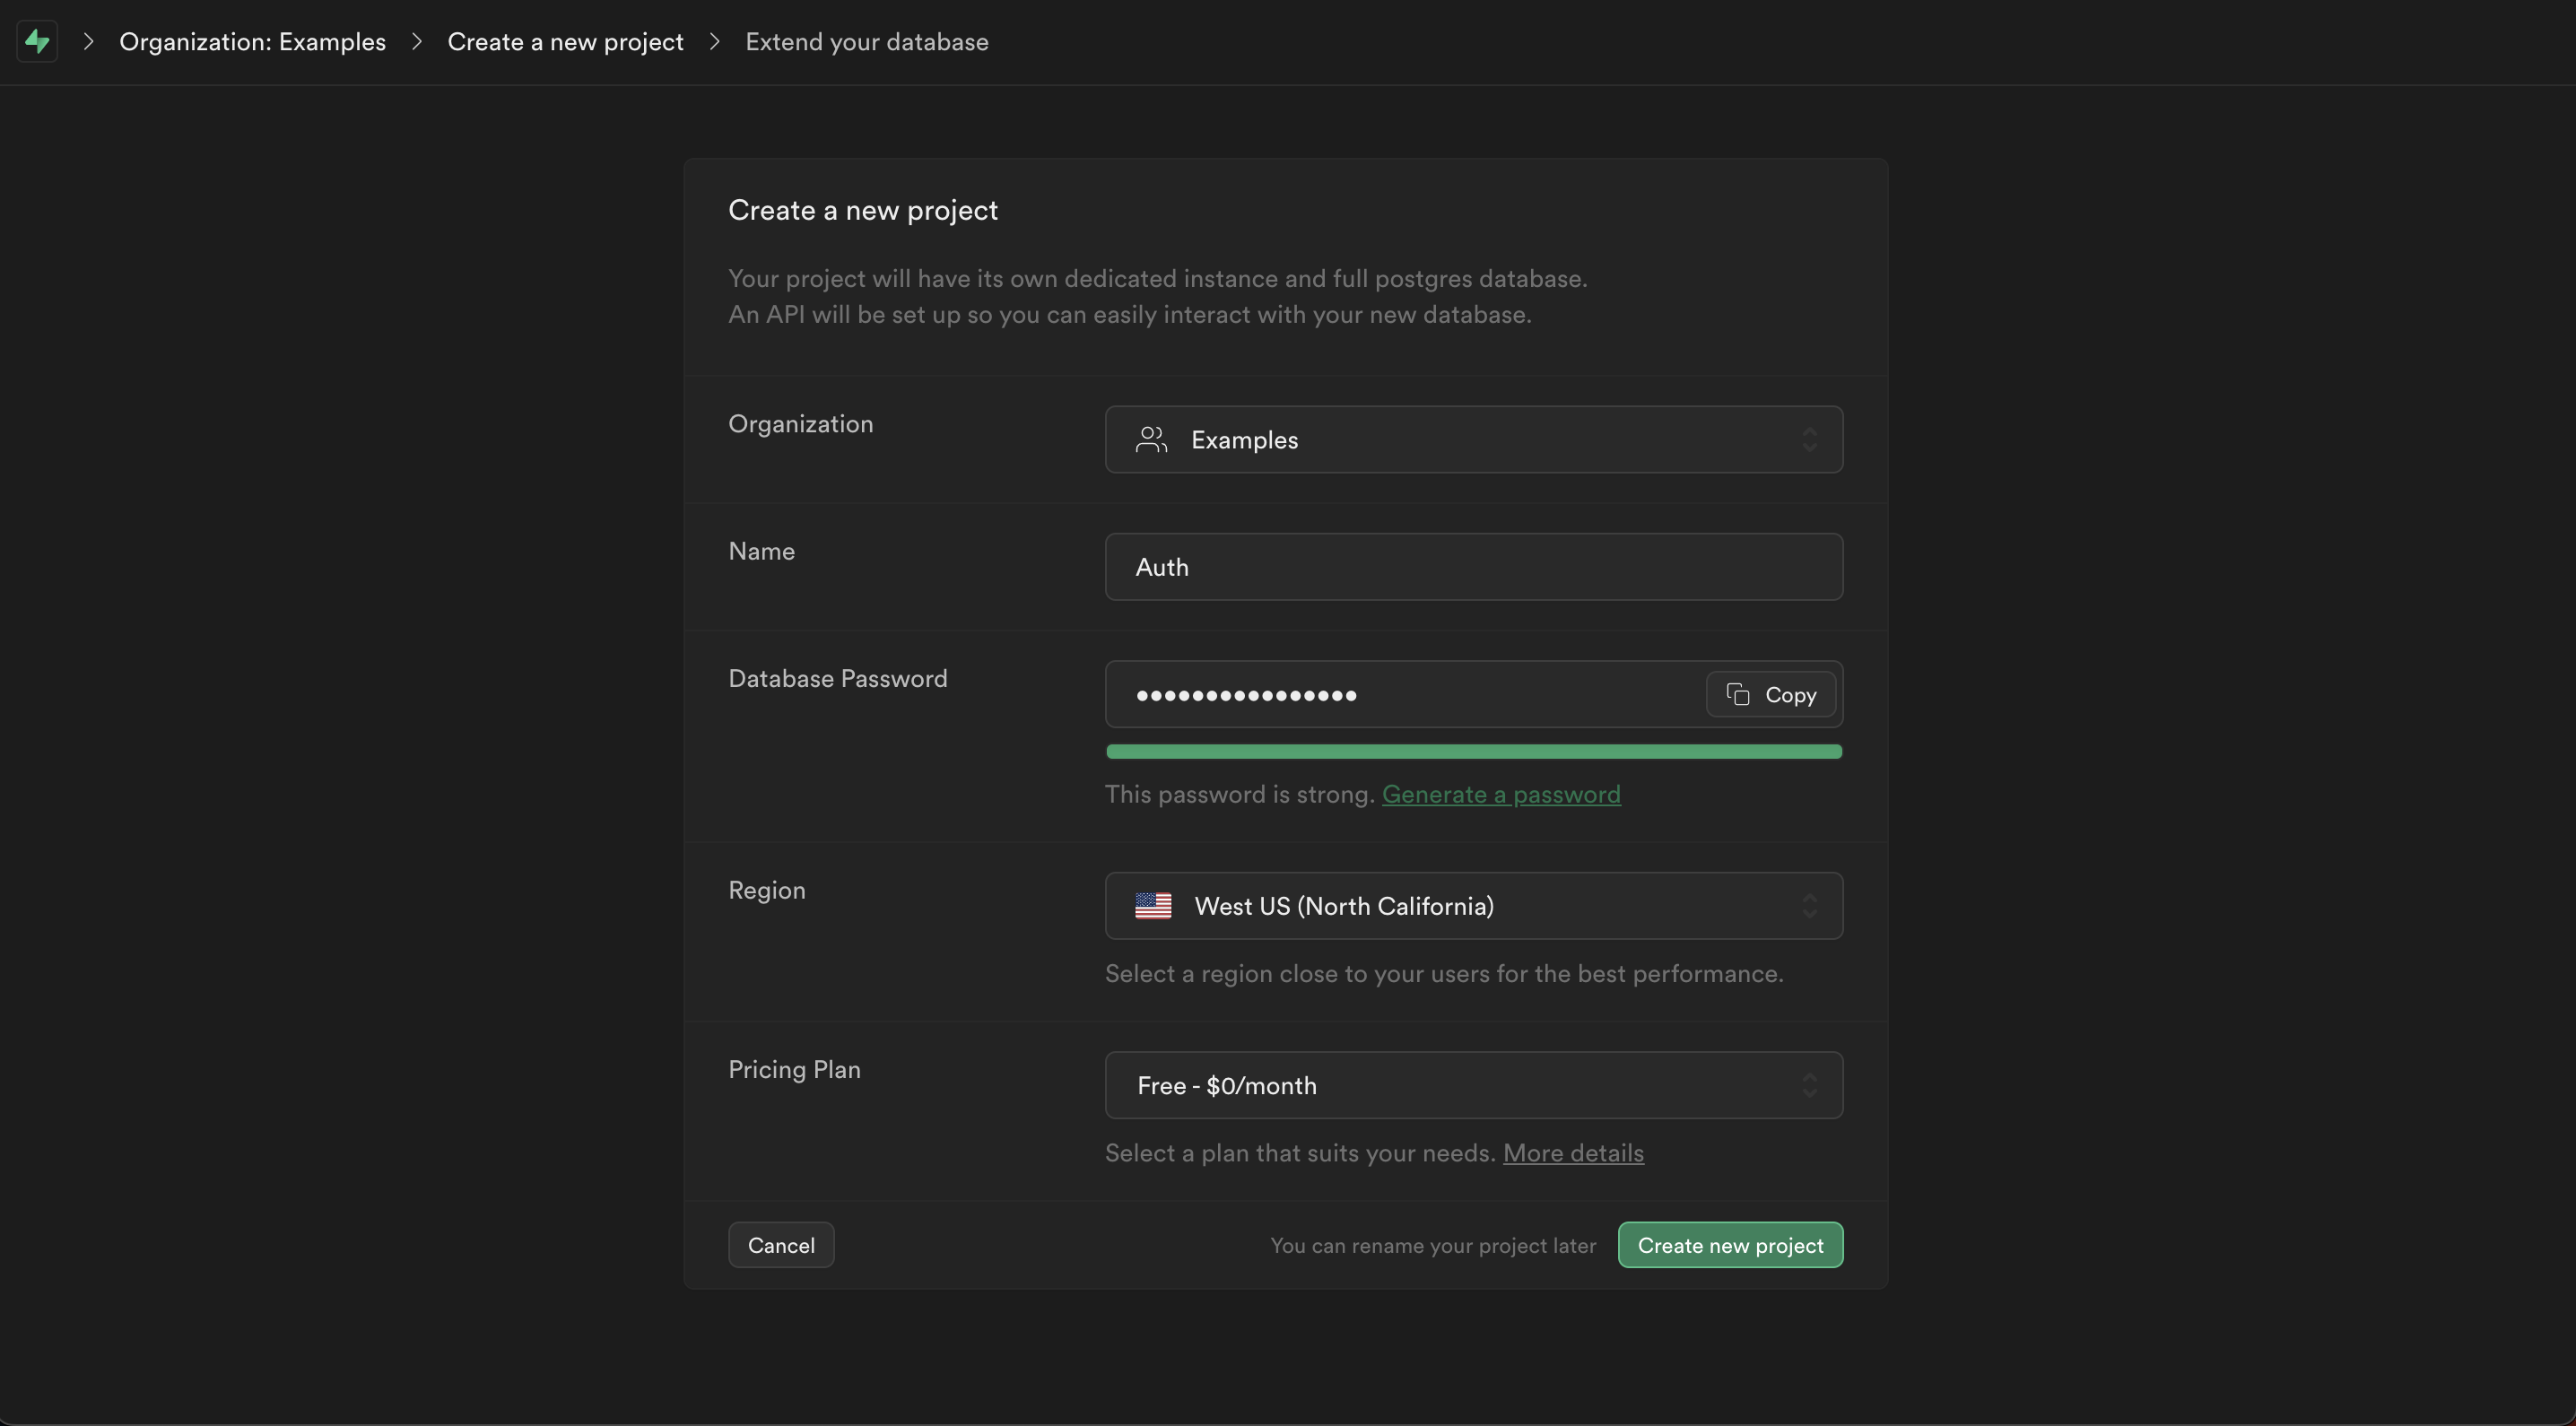 Organization: Examples > Create a new project > Extend your database
Create a new project
Your project will have its own dedicated instance and full postgres database.
An API will be set up so you can easily interact with your new database.
Organization
Examples
Name
Auth
Database Password
••••••••••••••••
Copy
This password is strong. Generate a password
Region
West US (North California)
Select a region close to your users for the best performance.
Pricing Plan
Free - $0/month
Select a plan that suits your needs. More details
Cancel
You can rename your project later
Create new project